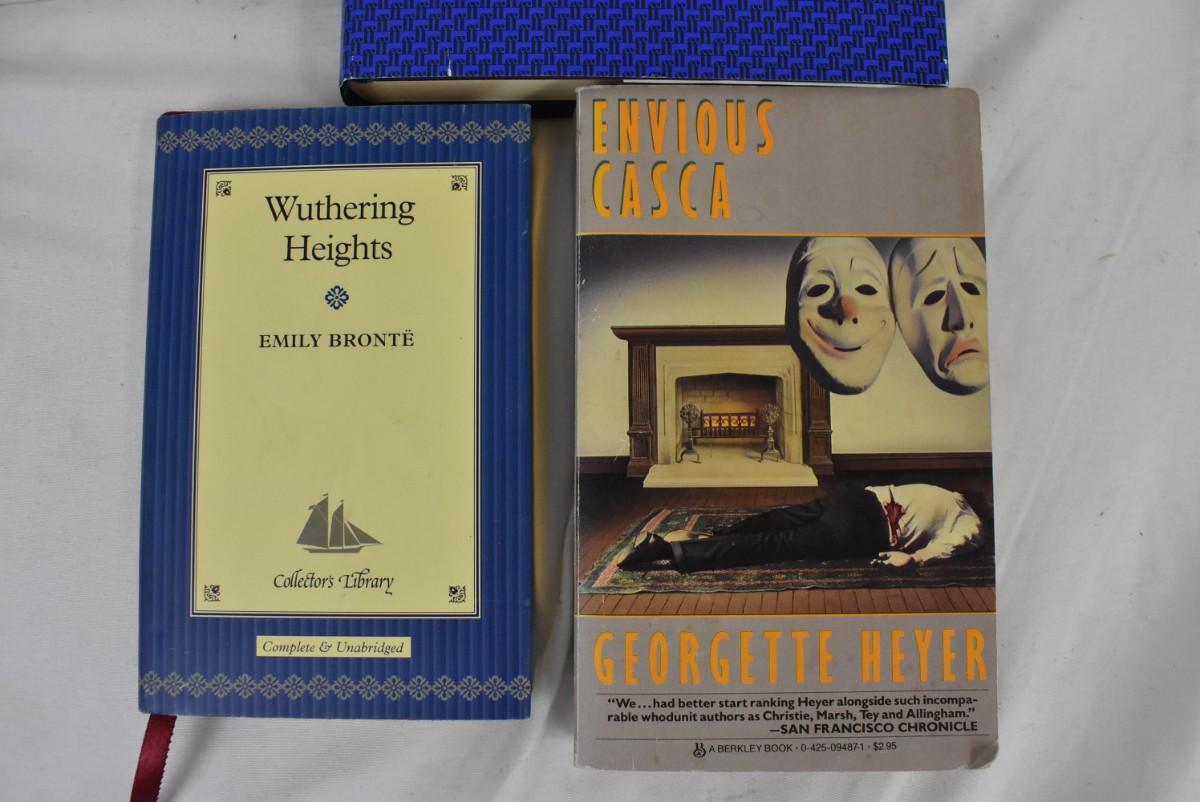 Wuthering
Heights
EMILY BRONTË
Collector's Library
Complete & Unabridged
ENVIOUS
CASCA
GEORGETTE HEYER
“We...had better start ranking Heyer alongside such incompa-
rable whodunit authors as Christie, Marsh, Tey and Allingham.”
—SAN FRANCISCO CHRONICLE
A BERKLEY BOOK · 0-425-09487-1 · $2.95